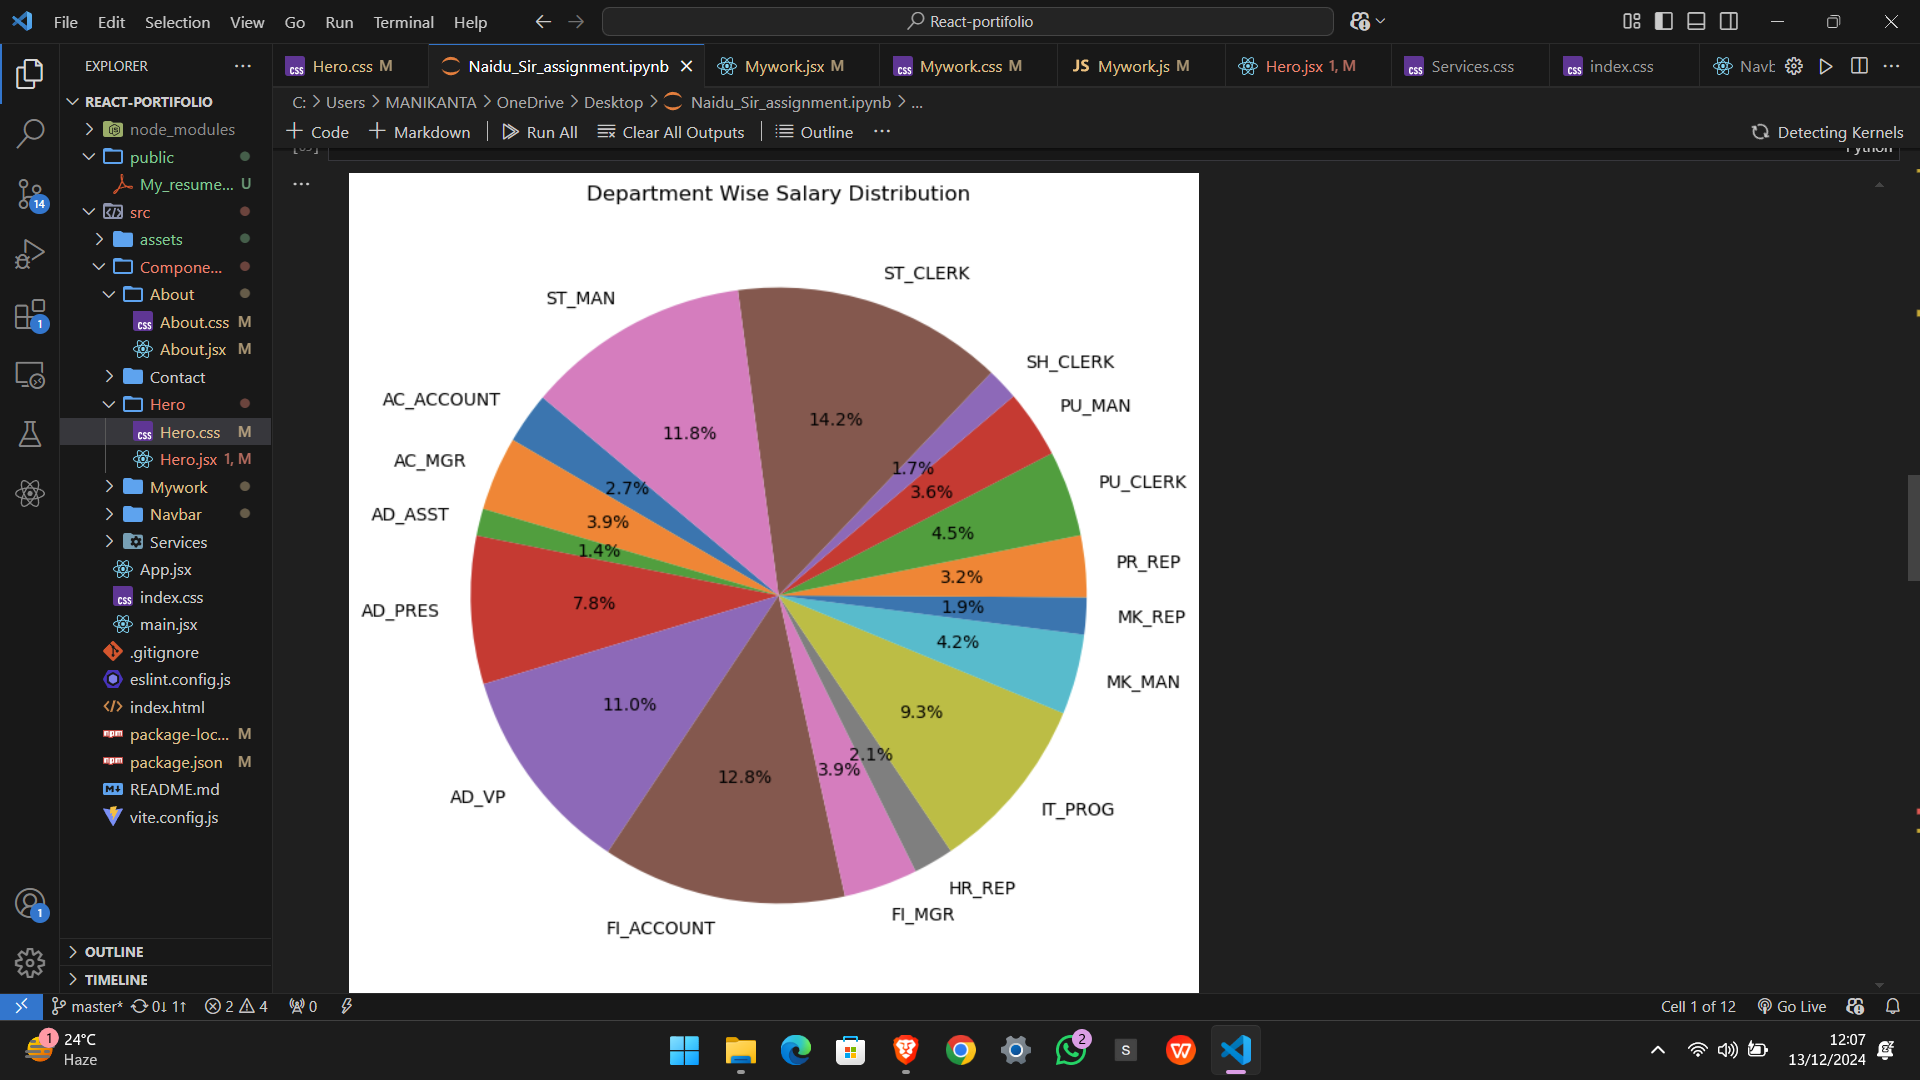 File Edit Selection View Go Run Terminal Help
React-portifolio
EXPLORER
Hero.css M
Naidu_Sir_assignment.ipynb
Mywork.jsx M
Mywork.css M
JS Mywork.js M
Hero.jsx 1, M
Services.css
index.css
Navb
C: > Users > MANIKANTA > OneDrive > Desktop > Naidu_Sir_assignment.ipynb > ...
+ Code + Markdown Run All Clear All Outputs Outline ...
Detecting Kernels
Python
REACT-PORTIFOLIO
node_modules
public
My_resume... U
src
assets
Compone...
About
About.css M
About.jsx M
Contact
Hero
Hero.css M
Hero.jsx 1, M
Mywork
Navbar
Services
App.jsx
index.css
main.jsx
.gitignore
eslint.config.js
index.html
package-loc... M
package.json M
README.md
vite.config.js
OUTLINE
TIMELINE
14
1
1
Department Wise Salary Distribution
ST_CLERK
ST_MAN
SH_CLERK
AC_ACCOUNT
PU_MAN
14.2%
11.8%
AC_MGR
1.7%
PU_CLERK
2.7%
3.6%
AD_ASST
3.9%
4.5%
1.4%
PR_REP
3.2%
AD_PRES
7.8%
1.9%
MK_REP
4.2%
MK_MAN
11.0%
9.3%
2.1%
3.9%
12.8%
AD_VP
IT_PROG
HR_REP
FI_MGR
FI_ACCOUNT
master* 0↓ 1↑ 2 4 0
Cell 1 of 12 Go Live
1
24°C
Haze
2
S
W
12:07
13/12/2024